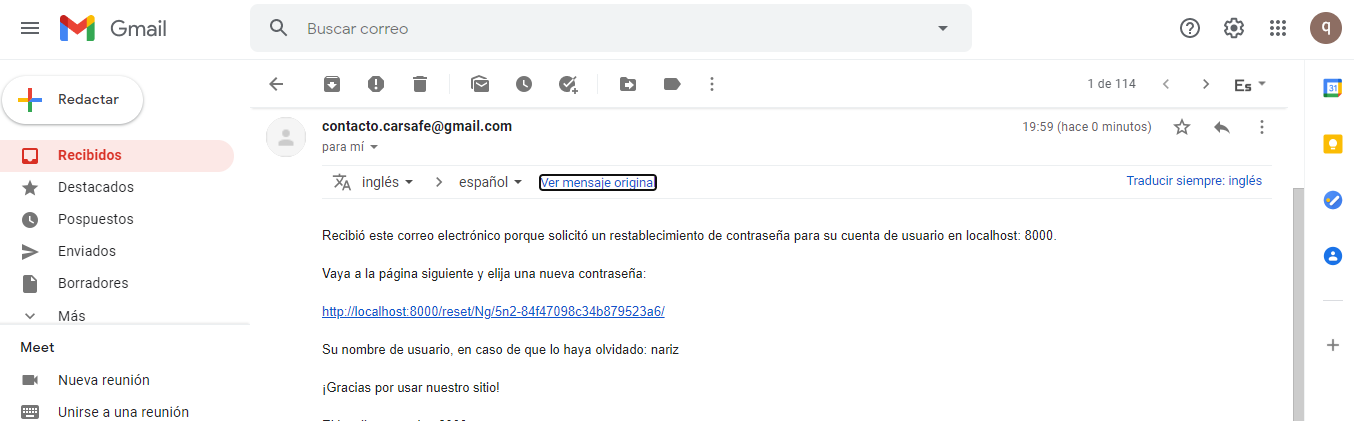 Gmail
Buscar correo
q
Redactar
1 de 114
Es
31
Recibidos
Destacados
Pospuestos
Enviados
Borradores
Más
Meet
Nueva reunión
Unirse a una reunión
contacto.carsafe@gmail.com
19:59 (hace 0 minutos)
para mí
inglés
español
Ver mensaje original
Traducir siempre: inglés
Recibió este correo electrónico porque solicitó un restablecimiento de contraseña para su cuenta de usuario en localhost: 8000.
Vaya a la página siguiente y elija una nueva contraseña:
http://localhost:8000/reset/Ng/5n2-84f47098c34b879523a6/
Su nombre de usuario, en caso de que lo haya olvidado: nariz
¡Gracias por usar nuestro sitio!